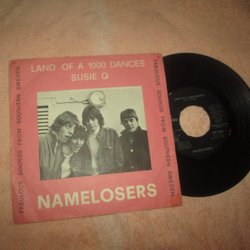 LAND OF A 1000 DANCES
SUSIE Q
FABULOUS SOUNDS FROM SOUTHERN SWEDEN
FABULOUS SOUNDS FROM SOUTHERN SWEDEN
NAMELOSERS